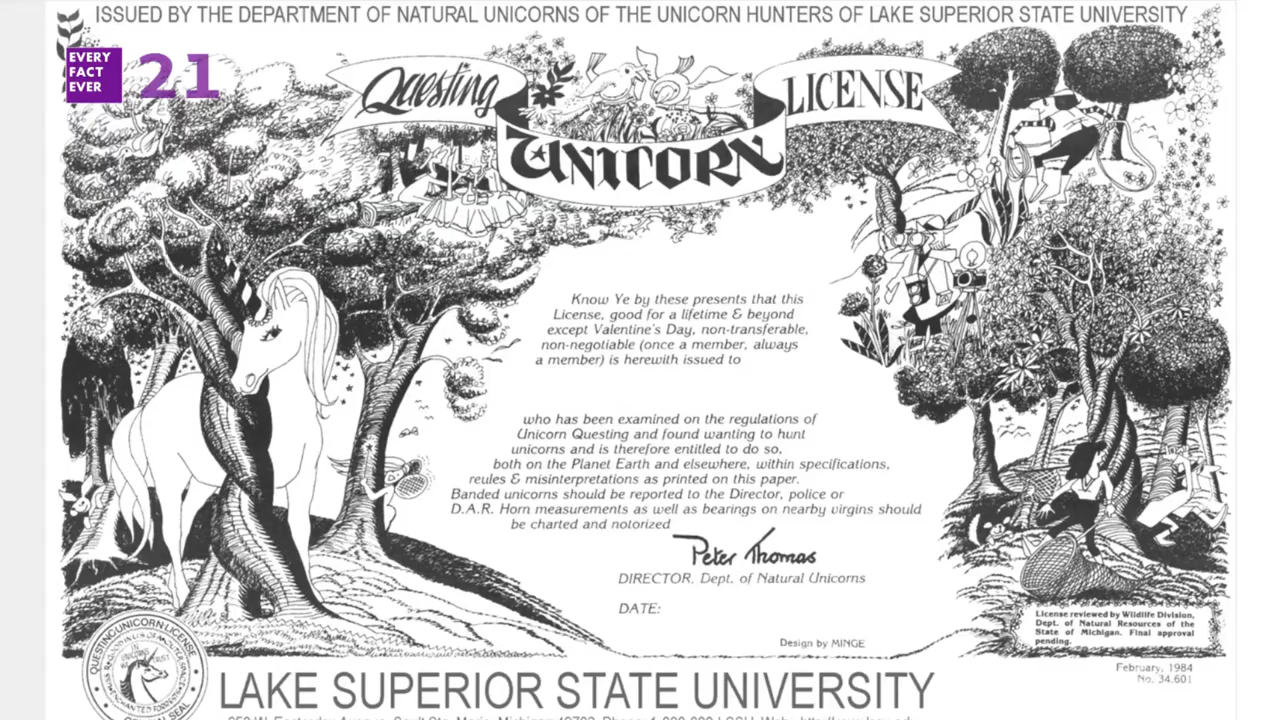 ISSUED BY THE DEPARTMENT OF NATURAL UNICORNS OF THE UNICORN HUNTERS OF LAKE SUPERIOR STATE UNIVERSITY
EVERY
FACT
EVER
21
Questing
UNICORN
LICENSE
Know Ye by these presents that this
License, good for a lifetime & beyond
except Valentine's Day, non-transferable,
non-negotiable (once a member, always
a member) is herewith issued to
who has been examined on the regulations of
Unicorn Questing and found wanting to hunt
unicorns and is therefore entitled to do so,
both on the Planet Earth and elsewhere, within specifications,
reules & misinterpretations as printed on this paper.
Banded unicorns should be reported to the Director, police or
D.A.R. Horn measurements as well as bearings on nearby virgins should
be charted and notorized
Peter Thomas
DIRECTOR, Dept. of Natural Unicorns
DATE:
Design by MINGE
License reviewed by Wildlife Division,
Dept. of Natural Resources of the
State of Michigan. Final approval
pending.
February, 1984
No. 34,601
QUESTING UNICORN LICENSE
LAKE SUPERIOR STATE UNIVERSITY